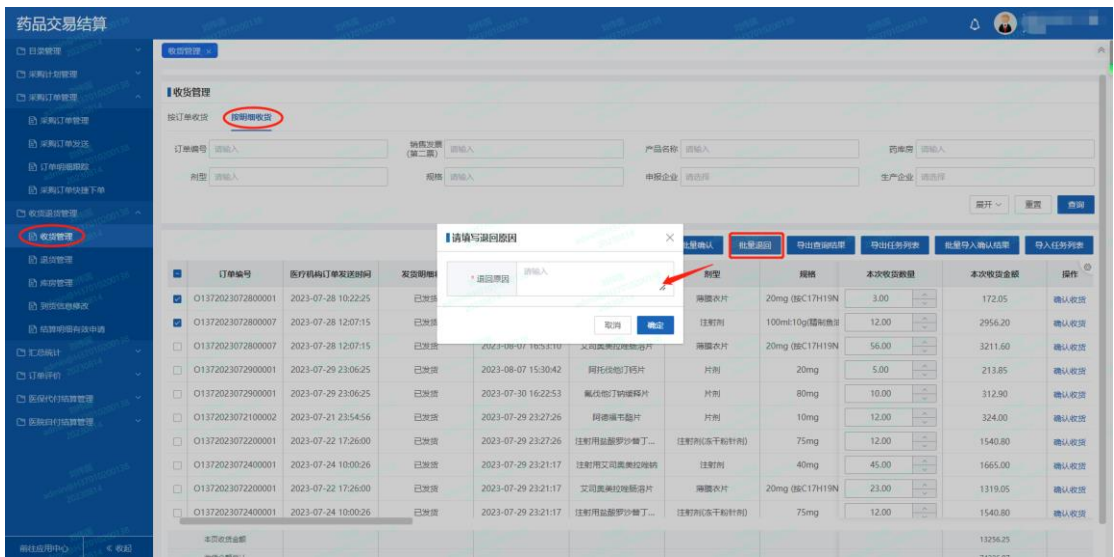 药品交易结算
目录管理
采购计划管理
采购订单管理
采购订单管理
采购订单发送
订单明细跟踪
采购订单快捷下单
收货退货管理
收货管理
退货管理
库房管理
到货信息修改
结算明细有效申请
汇总统计
订单评价
医保代付结算管理
医院自付结算管理
前往应用中心
收起
收货管理 ×
收货管理
按订单收货 按明细收货
订单编号 请输入 销售发票(第二票) 请输入 产品名称 请输入 药库房 请输入
剂型 请输入 规格 请输入 申报企业 请选择 生产企业 请选择
展开 重置 查询
批量确认 批量退回 导出查询结果 导出任务列表 批量导入确认结果 导入任务列表
请填写退回原因 ×
* 退回原因 请输入
取消 确定
订单编号 医疗机构订单发送时间 发货明细 剂型 规格 本次收货数量 本次收货金额 操作
O1372023072800001 2023-07-28 10:22:25 已发货 薄膜衣片 20mg (按C17H19N 3.00 172.05 确认收货
O1372023072800007 2023-07-28 12:07:15 已发货 注射剂 100ml:10g(精制鱼油 12.00 2956.20 确认收货
O1372023072800007 2023-07-28 12:07:15 已发货 2023-08-07 16:53:10 艾司奥美拉唑肠溶片 薄膜衣片 20mg (按C17H19N 56.00 3211.60 确认收货
O1372023072900001 2023-07-29 23:06:25 已发货 2023-08-07 15:30:42 阿托伐他汀钙片 片剂 20mg 5.00 213.85 确认收货
O1372023072900001 2023-07-29 23:06:25 已发货 2023-07-30 16:22:53 氟伐他汀钠缓释片 片剂 80mg 10.00 312.90 确认收货
O1372023072100002 2023-07-21 23:54:56 已发货 2023-07-29 23:27:26 阿德福韦酯片 片剂 10mg 12.00 324.00 确认收货
O1372023072200001 2023-07-22 17:26:00 已发货 2023-07-29 23:27:26 注射用盐酸罗沙替丁... 注射剂(冻干粉针剂) 75mg 12.00 1540.80 确认收货
O1372023072400001 2023-07-24 10:00:26 已发货 2023-07-29 23:21:17 注射用艾司奥美拉唑钠 注射剂 40mg 45.00 1665.00 确认收货
O1372023072200001 2023-07-22 17:26:00 已发货 2023-07-29 23:21:17 艾司奥美拉唑肠溶片 薄膜衣片 20mg (按C17H19N 23.00 1319.05 确认收货
O1372023072400001 2023-07-24 10:00:26 已发货 2023-07-29 23:21:17 注射用盐酸罗沙替丁... 注射剂(冻干粉针剂) 75mg 12.00 1540.80 确认收货
本页收货金额 13256.25